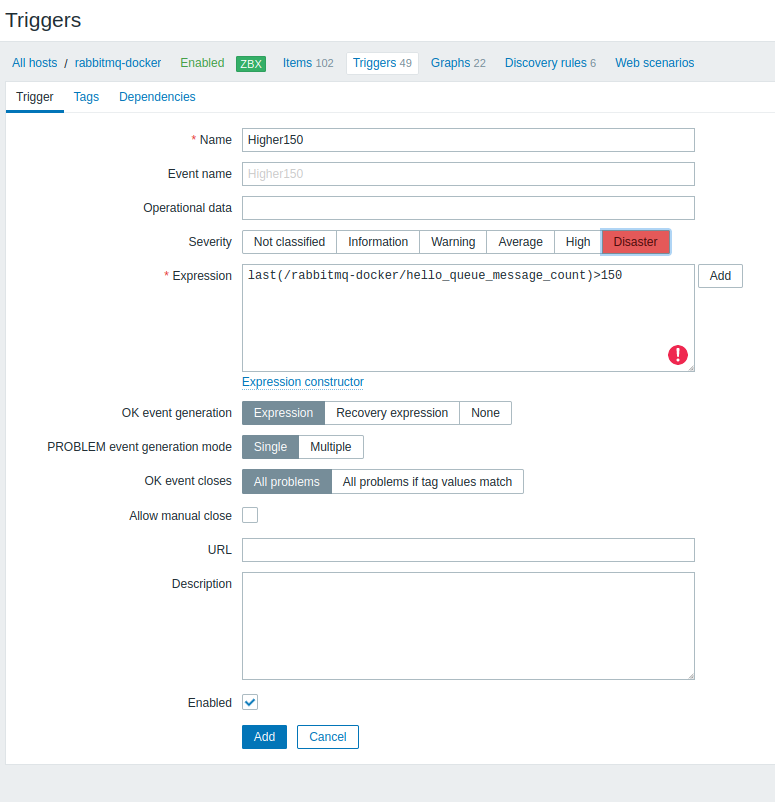 Triggers
All hosts / rabbitmq-docker Enabled ZBX Items 102 Triggers 49 Graphs 22 Discovery rules 6 Web scenarios
Trigger Tags Dependencies
* Name Higher150
Event name Higher150
Operational data
Severity Not classified Information Warning Average High Disaster
* Expression last(/rabbitmq-docker/hello_queue_message_count)>150 Add
Expression constructor
OK event generation Expression Recovery expression None
PROBLEM event generation mode Single Multiple
OK event closes All problems All problems if tag values match
Allow manual close
URL
Description
Enabled
Add Cancel